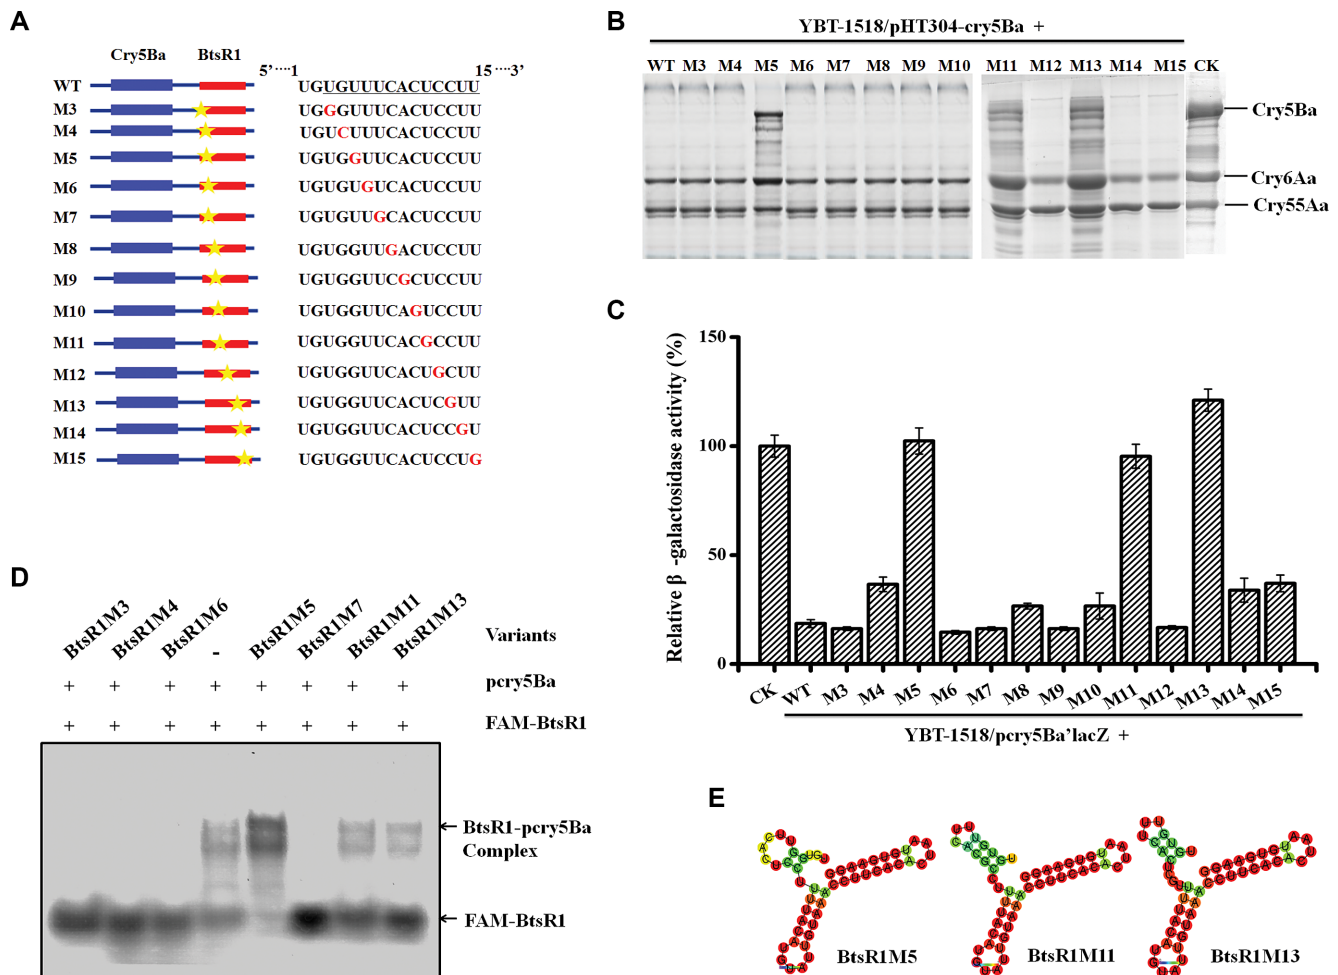 A
Cry5Ba BtsR1
5’ ····1 15 ···3’
WT UGUGUUUCACUCCUU
M3 UGGGUUUCACUCCUU
M4 UGUCUUUCACUCCUU
M5 UGUGGUUCACUCCUU
M6 UGUGUGUCACUCCUU
M7 UGUGUUGCACUCCUU
M8 UGUGGUUGACUCCUU
M9 UGUGGUUCGCUCCUU
M10 UGUGGUUCAGUCCUU
M11 UGUGGUUCACGCCUU
M12 UGUGGUUCACUGCUU
M13 UGUGGUUCACUCGUU
M14 UGUGGUUCACUCCGU
M15 UGUGGUUCACUCCUG
B
YBT-1518/pHT304-cry5Ba +
WT M3 M4 M5 M6 M7 M8 M9 M10 M11 M12 M13 M14 M15 CK
Cry5Ba
Cry6Aa
Cry55Aa
C
Relative β -galactosidase activity (%)
150
100
50
0
CK WT M3 M4 M5 M6 M7 M8 M9 M10 M11 M12 M13 M14 M15
YBT-1518/pcry5Ba’lacZ +
D
BtsR1M3 BtsR1M4 BtsR1M6 - BtsR1M5 BtsR1M7 BtsR1M11 BtsR1M13 Variants
+ + + + + + + + pcry5Ba
+ + + + + + + + FAM-BtsR1
BtsR1-pcry5Ba
Complex
FAM-BtsR1
E
BtsR1M5 BtsR1M11 BtsR1M13